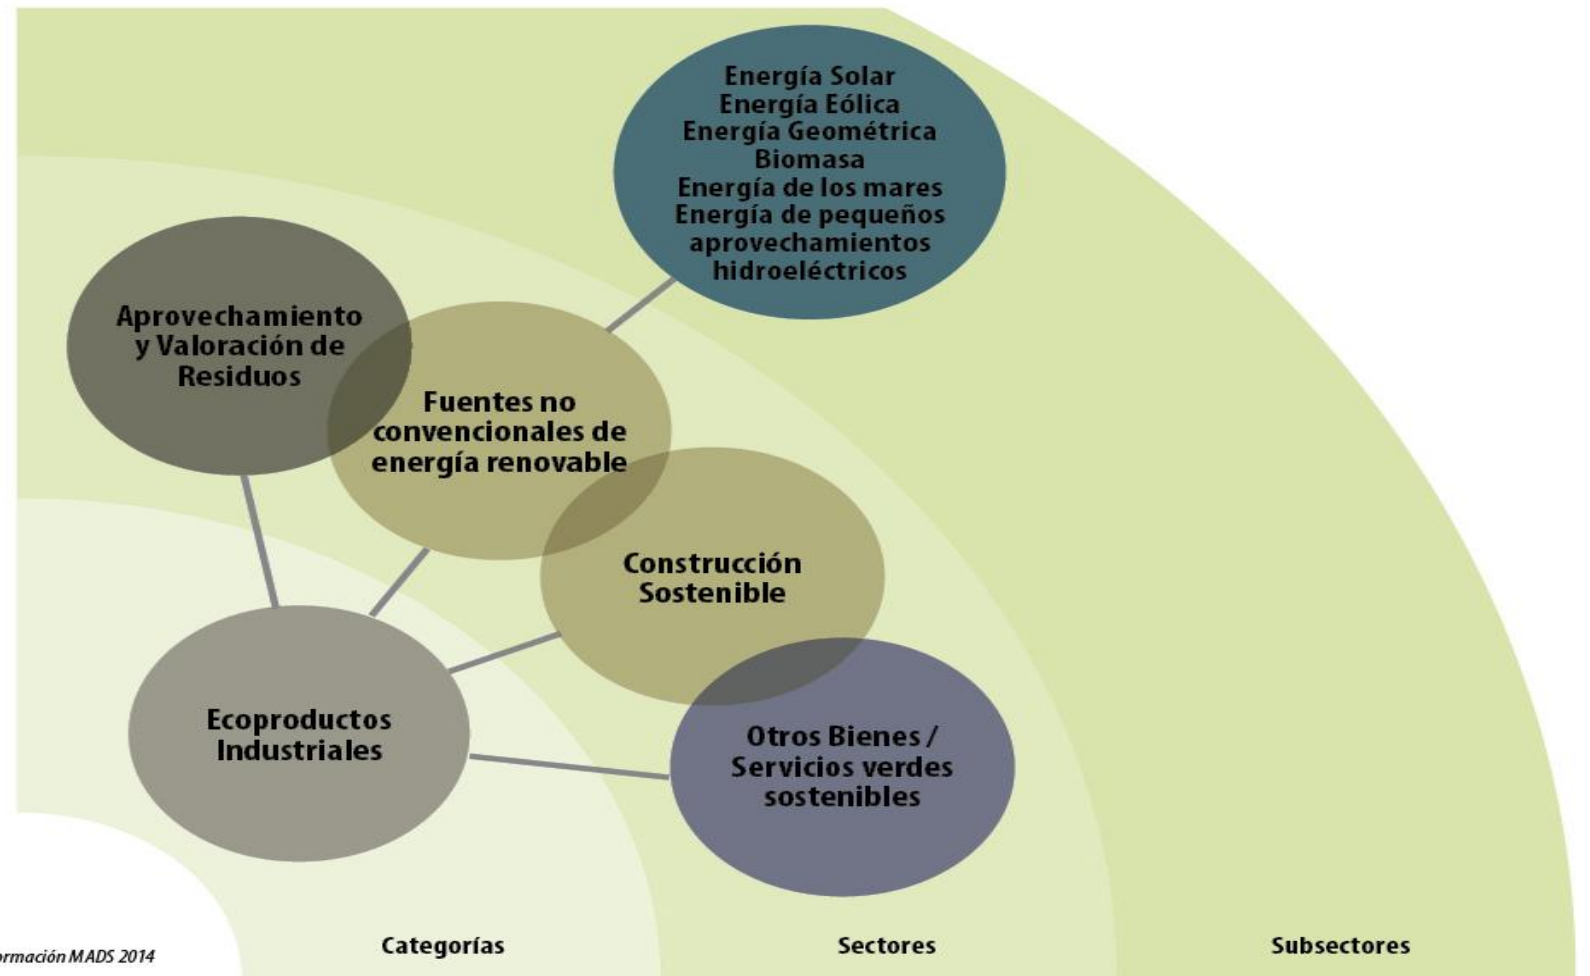 Energía Solar
Energía Eólica
Energía Geométrica
Biomasa
Energía de los mares
Energía de pequeños
aprovechamientos
hidroeléctricos
Aprovechamiento
y Valoración de
Residuos
Fuentes no
convencionales de
energía renovable
Construcción
Sostenible
Ecoproductos
Industriales
Otros Bienes /
Servicios verdes
sostenibles
Categorías
Sectores
Subsectores
MADS 2014